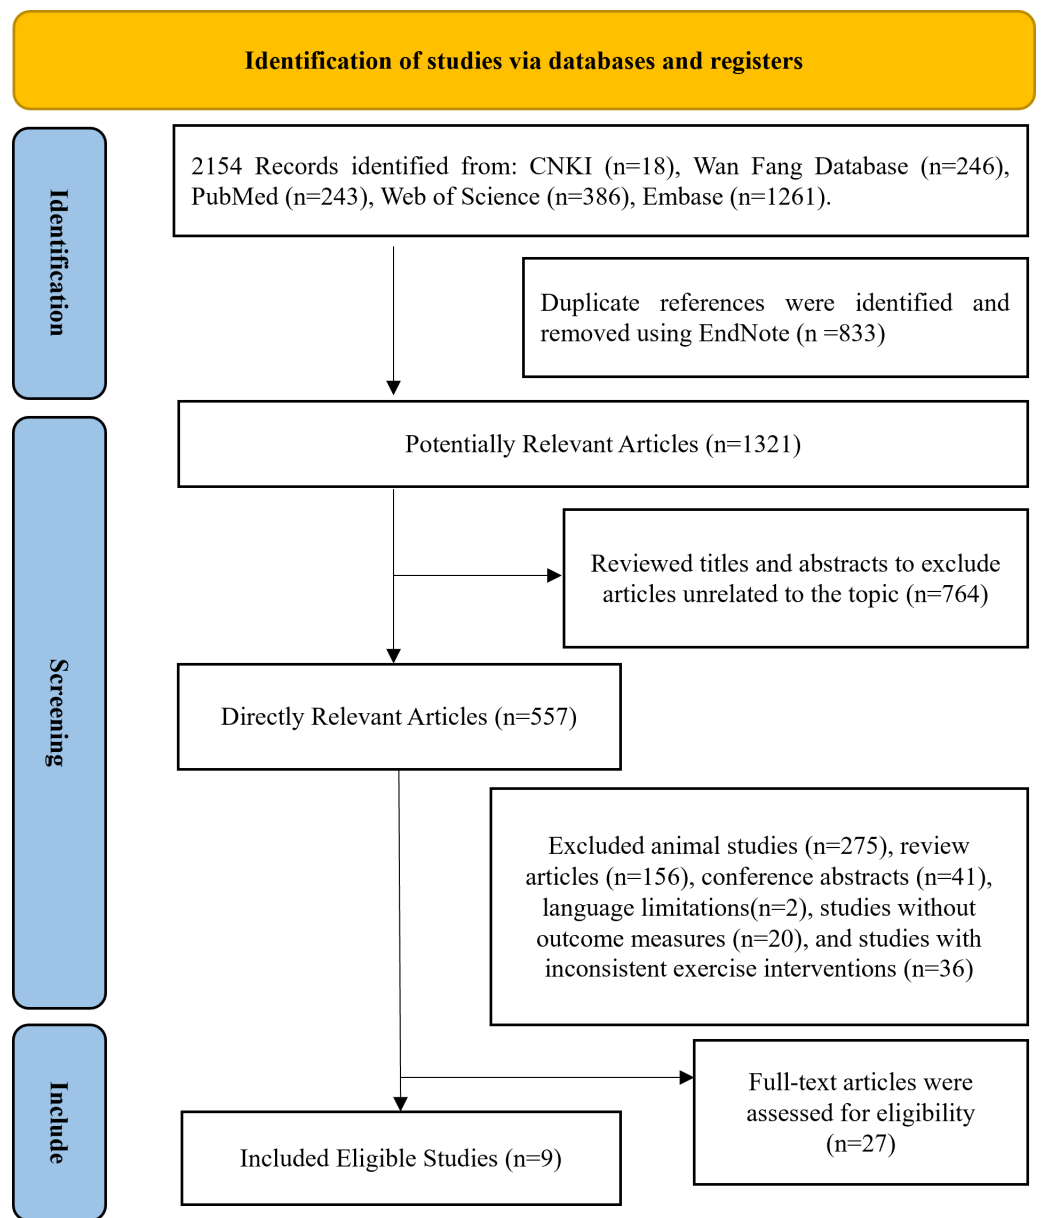 Identification of studies via databases and registers
Identification
2154 Records identified from: CNKI (n=18), Wan Fang Database (n=246),
PubMed (n=243), Web of Science (n=386), Embase (n=1261).
Duplicate references were identified and
removed using EndNote (n =833)
Screening
Potentially Relevant Articles (n=1321)
Reviewed titles and abstracts to exclude
articles unrelated to the topic (n=764)
Directly Relevant Articles (n=557)
Excluded animal studies (n=275), review
articles (n=156), conference abstracts (n=41),
language limitations(n=2), studies without
outcome measures (n=20), and studies with
inconsistent exercise interventions (n=36)
Include
Full-text articles were
assessed for eligibility
(n=27)
Included Eligible Studies (n=9)